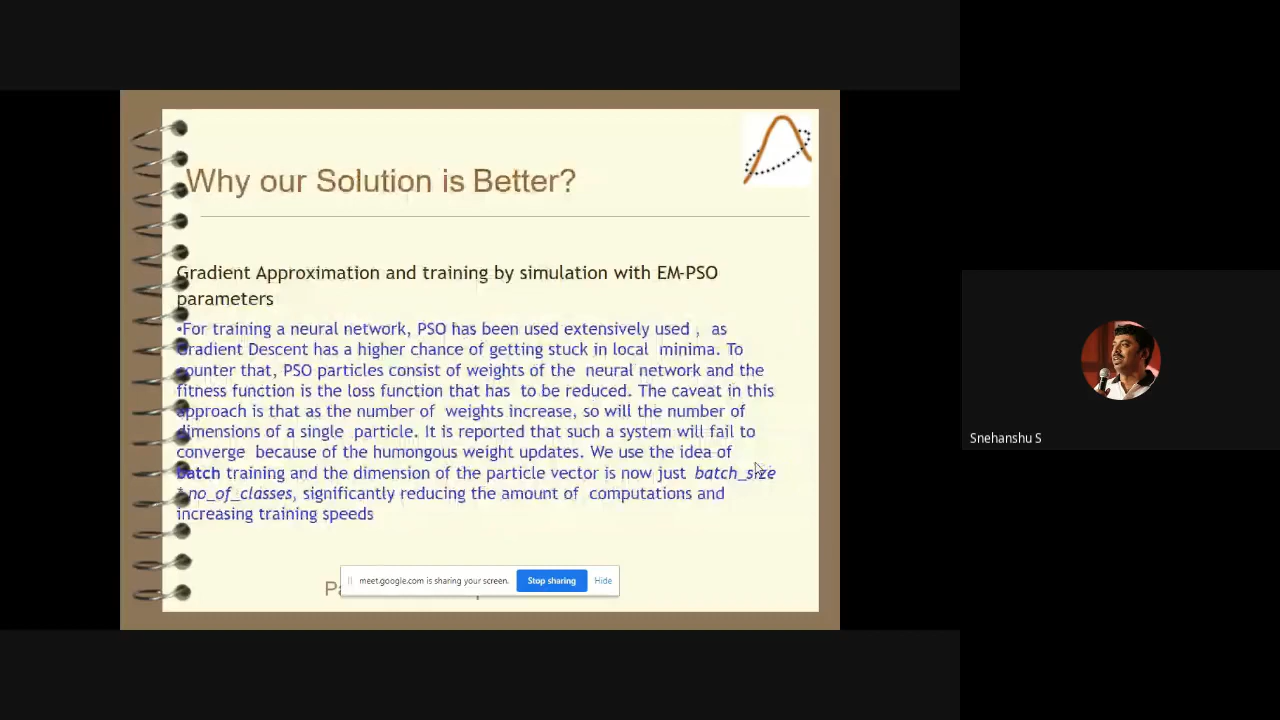 Why our Solution is Better?
Gradient Approximation and training by simulation with EM-PSO
parameters
•For training a neural network, PSO has been used extensively used , as
Gradient Descent has a higher chance of getting stuck in local minima. To
counter that, PSO particles consist of weights of the neural network and the
fitness function is the loss function that has to be reduced. The caveat in this
approach is that as the number of weights increase, so will the number of
dimensions of a single particle. It is reported that such a system will fail to
converge because of the humongous weight updates. We use the idea of
batch training and the dimension of the particle vector is now just batch_size
* no_of_classes, significantly reducing the amount of computations and
increasing training speeds
meet.google.com is sharing your screen. Stop sharing Hide
Snehanshu S